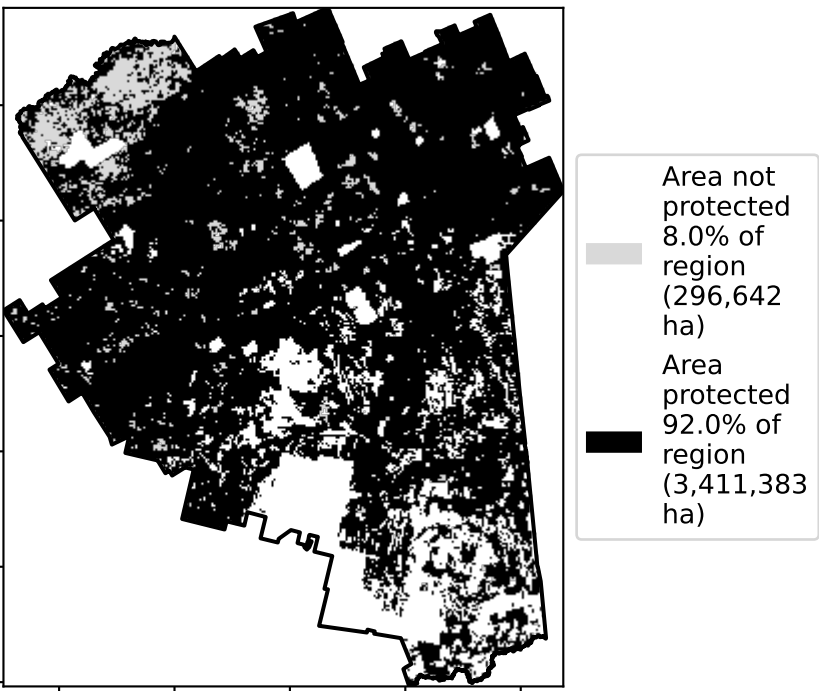 Area not
protected
8.0% of
region
(296,642
ha)
Area
protected
92.0% of
region
(3,411,383
ha)